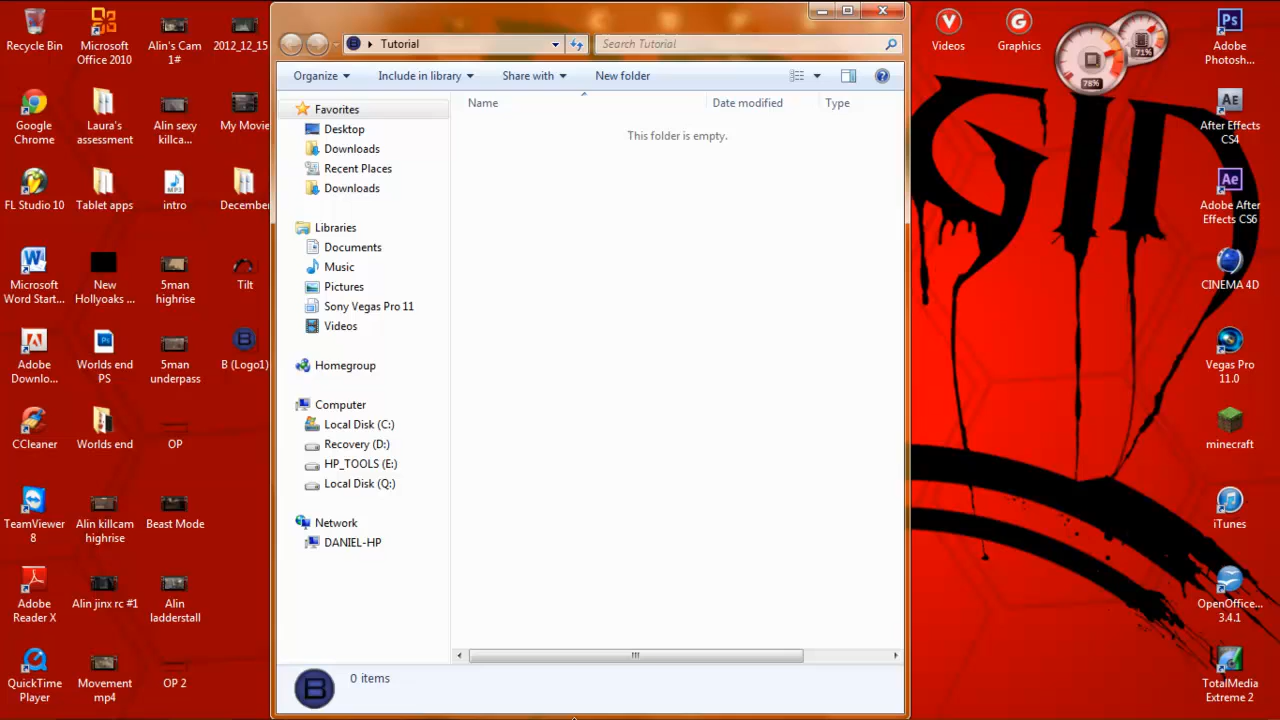 Recycle Bin
Microsoft
Office 2010
Alin's Cam
1#
2012_12_15
Google
Chrome
Laura's
assessment
Alin sexy
killca...
My Movie
FL Studio 10
Tablet apps
intro
December
Microsoft
Word Start...
New
Hollyoaks ...
5man
highrise
Tilt
Adobe
Downlo...
Worlds end
PS
5man
underpass
B (Logo1)
CCleaner
Worlds end
OP
TeamViewer
8
Alin killcam
highrise
Beast Mode
Adobe
Reader X
Alin jinx rc #1
Alin
ladderstall
QuickTime
Player
Movement
mp4
OP 2
Tutorial
Search Tutorial
Organize
Include in library
Share with
New folder
Favorites
Desktop
Downloads
Recent Places
Downloads
Libraries
Documents
Music
Pictures
Sony Vegas Pro 11
Videos
Homegroup
Computer
Local Disk (C:)
Recovery (D:)
HP_TOOLS (E:)
Local Disk (Q:)
Network
DANIEL-HP
Name
Date modified
Type
This folder is empty.
0 items
Videos
Graphics
71%
78%
Adobe
Photosh...
After Effects
CS4
Adobe After
Effects CS6
CINEMA 4D
Vegas Pro
11.0
minecraft
iTunes
OpenOffice...
3.4.1
TotalMedia
Extreme 2